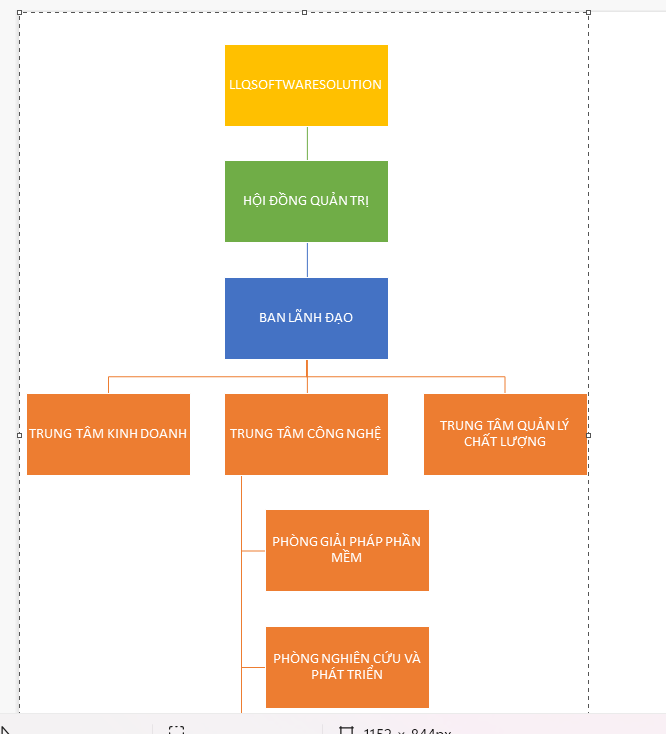 LLQSOFTWARESOLUTION
HỘI ĐỒNG QUẢN TRỊ
BAN LÃNH ĐẠO
TRUNG TÂM KINH DOANH
TRUNG TÂM CÔNG NGHỆ
TRUNG TÂM QUẢN LÝ
CHẤT LƯỢNG
PHÒNG GIẢI PHÁP PHẦN
MỀM
PHÒNG NGHIÊN CỨU VÀ
PHÁT TRIỂN
1152 × 844px